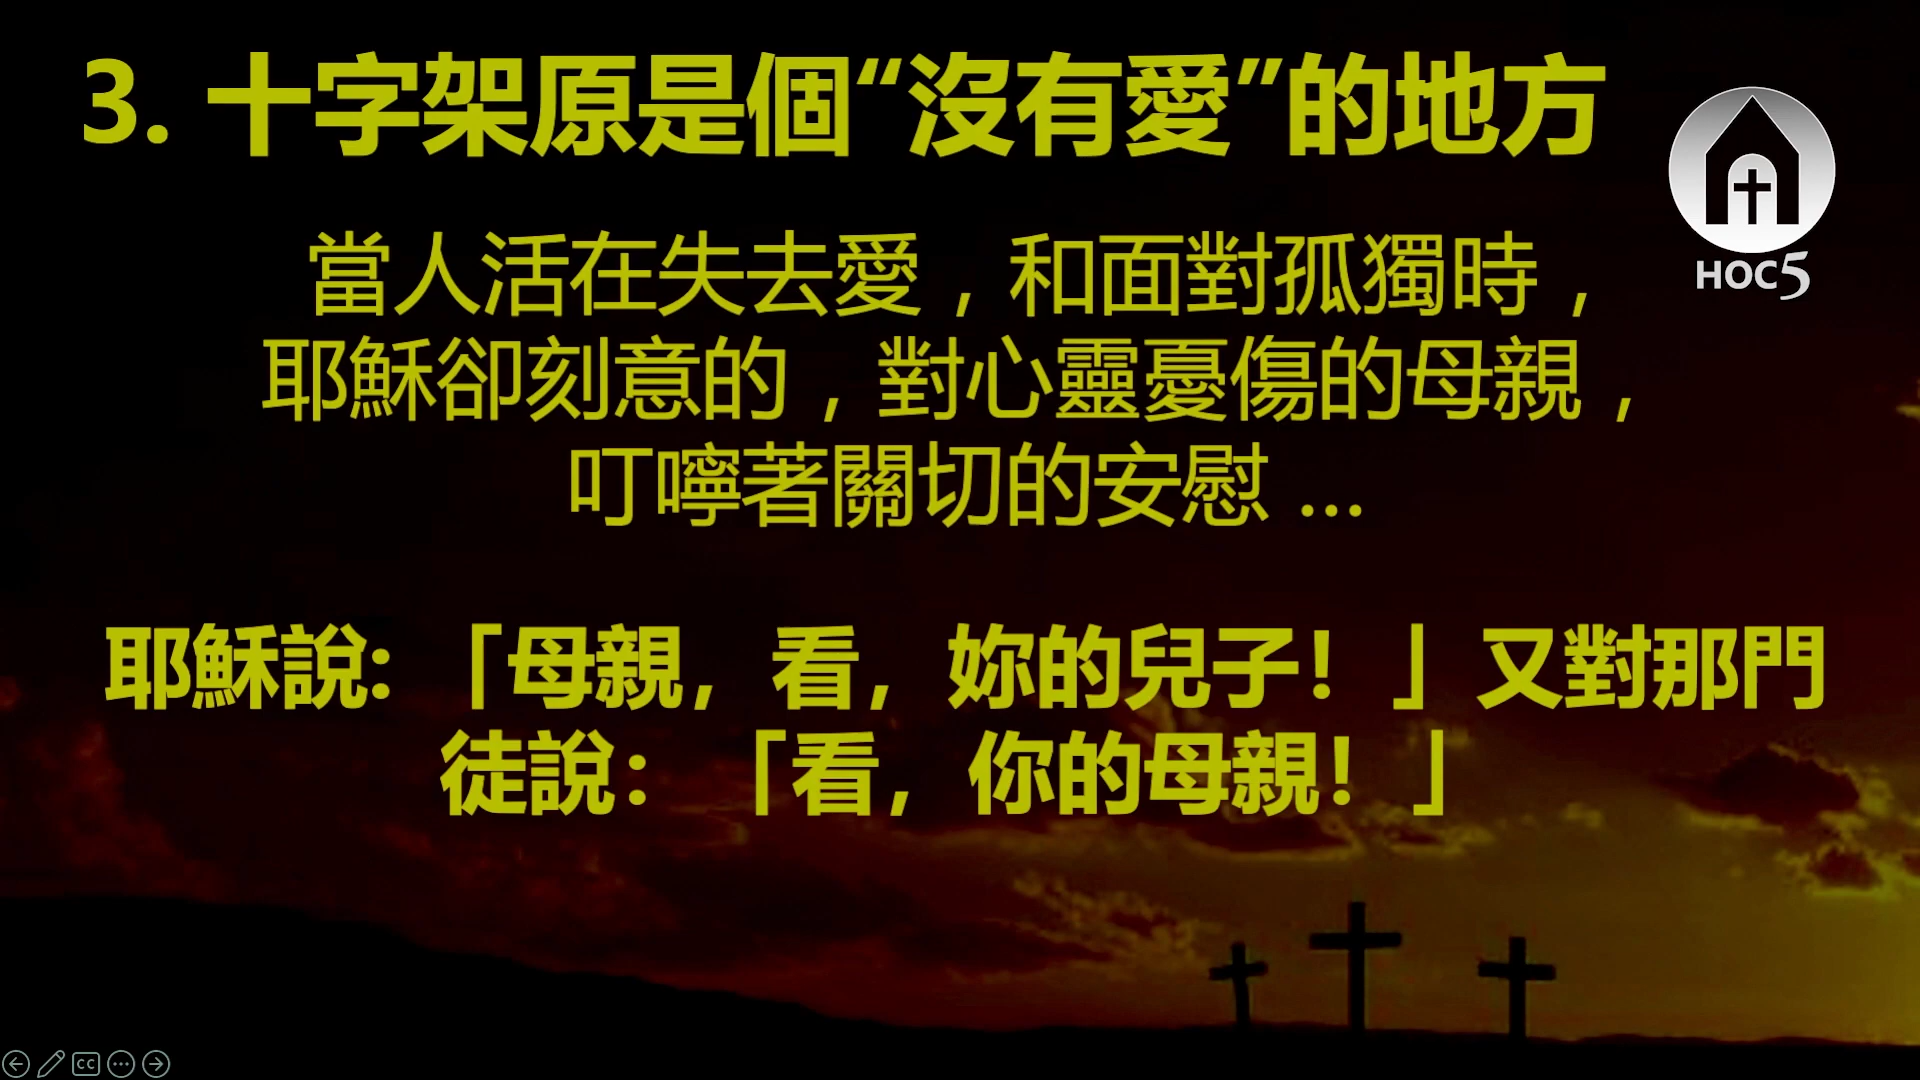 3. 十字架原是個“沒有愛”的地方
HOC5
當人活在失去愛，和面對孤獨時，
耶穌卻刻意的，對心靈憂傷的母親，
叮嚀著關切的安慰 ...
耶穌說: 「母親，看，妳的兒子！」又對那門
徒說：「看，你的母親！」
CC